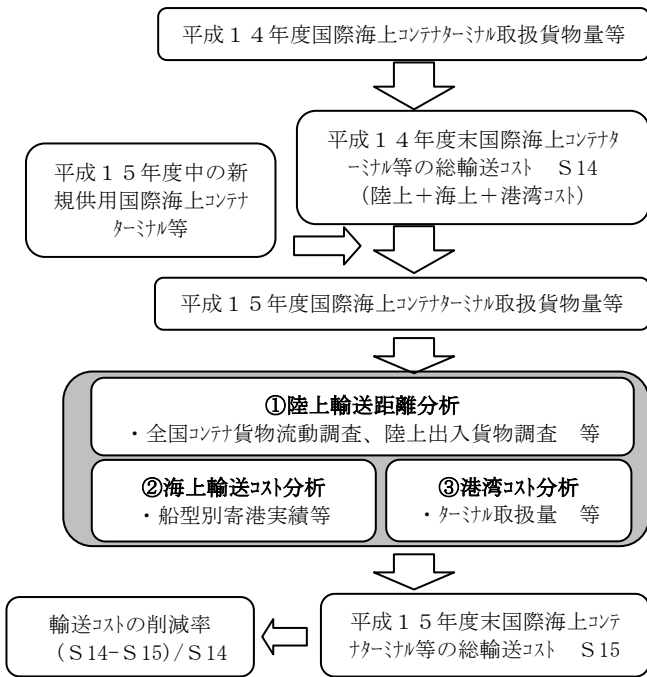 平成１４年度国際海上ｺﾝﾃﾅﾀｰﾐﾅﾙ取扱貨物量等
平成１４年度末国際海上ｺﾝﾃﾅﾀ
ｰﾐﾅﾙ等の総輸送コスト　Ｓ14
（陸上＋海上＋港湾コスト）
平成１５年度中の新
規供用国際海上ｺﾝﾃﾅ
ﾀｰﾐﾅﾙ等
平成１５年度国際海上ｺﾝﾃﾅﾀｰﾐﾅﾙ取扱貨物量等
①陸上輸送距離分析
・全国ｺﾝﾃﾅ貨物流動調査、陸上出入貨物調査　等
②海上輸送ｺｽﾄ分析
・船型別寄港実績等
③港湾ｺｽﾄ分析
・ﾀｰﾐﾅﾙ取扱量　等
平成１５年度末国際海上ｺﾝﾃ
ﾅﾀｰﾐﾅﾙ等の総輸送コスト　Ｓ15
輸送ｺｽﾄの削減率
（Ｓ14-Ｓ15）/Ｓ14